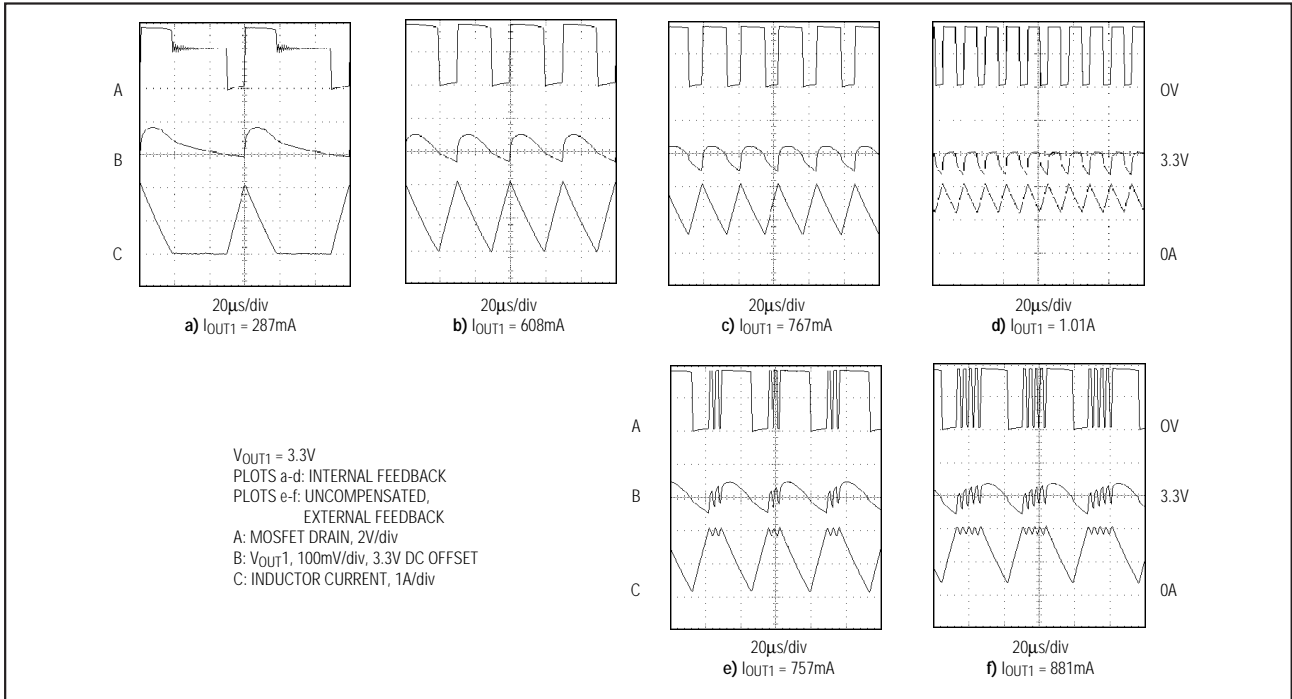 A
B
C
0V
3.3V
0A
20μs/div
a) IOUT1 = 287mA
20μs/div
b) IOUT1 = 608mA
20μs/div
c) IOUT1 = 767mA
20μs/div
d) IOUT1 = 1.01A
VOUT1 = 3.3V
PLOTS a-d: INTERNAL FEEDBACK
PLOTS e-f: UNCOMPENSATED,
EXTERNAL FEEDBACK
A: MOSFET DRAIN, 2V/div
B: VOUT1, 100mV/div, 3.3V DC OFFSET
C: INDUCTOR CURRENT, 1A/div
A
B
C
0V
3.3V
0A
20μs/div
e) IOUT1 = 757mA
20μs/div
f) IOUT1 = 881mA